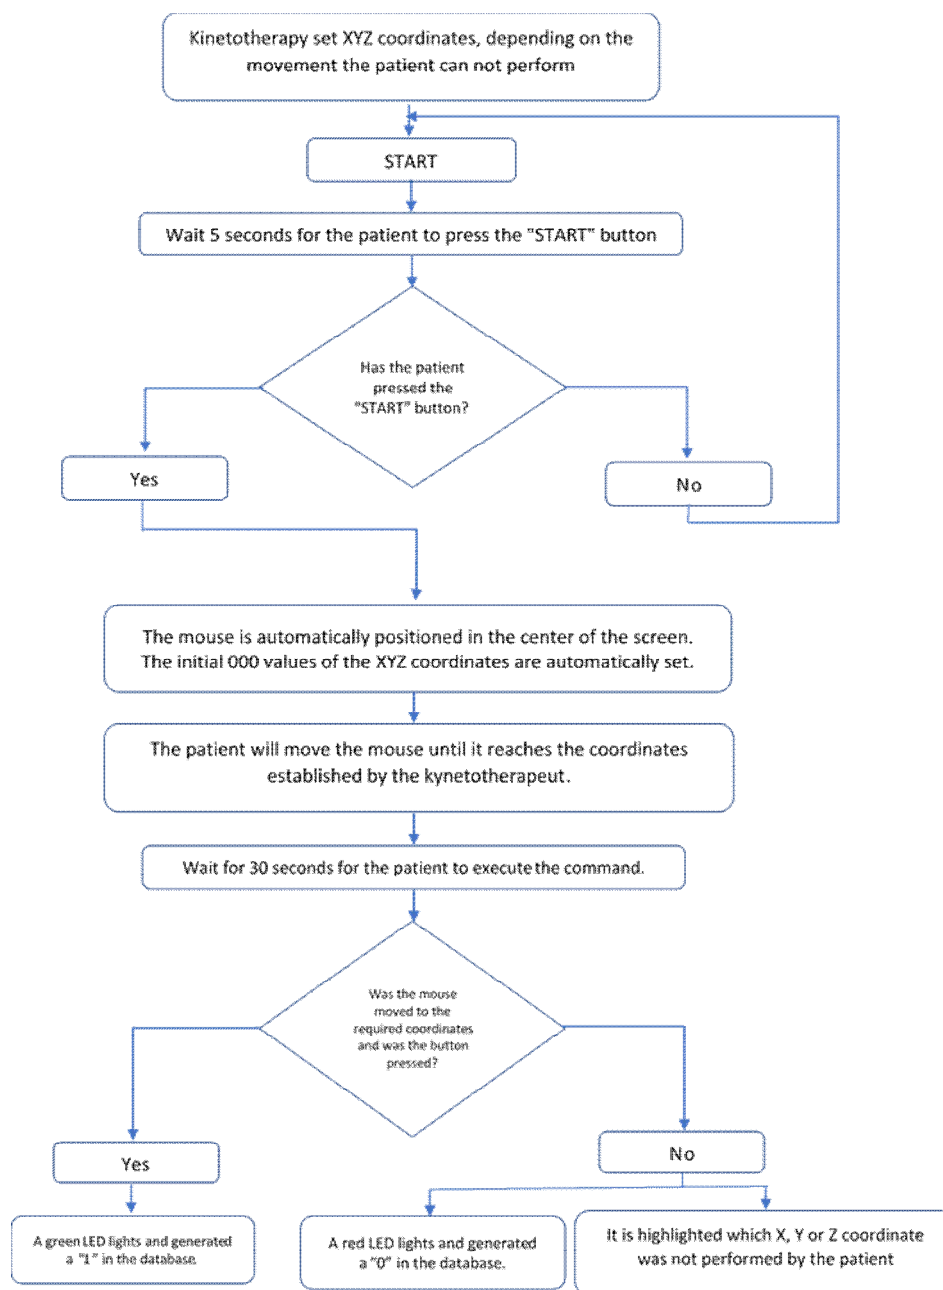 Kinetotherapy set XYZ coordinates, depending on the
movement the patient can not perform
START
Wait 5 seconds for the patient to press the "START" button
Has the patient
pressed the
"START" button?
Yes
No
The mouse is automatically positioned in the center of the screen.
The initial 000 values of the XYZ coordinates are automatically set.
The patient will move the mouse until it reaches the coordinates
established by the kynetotherapeut.
Wait for 30 seconds for the patient to execute the command.
Was the mouse
moved to the
required coordinates
and was the button
pressed?
Yes
No
A green LED lights and generated
a "1" in the database.
A red LED lights and generated
a "0" in the database.
It is highlighted which X, Y or Z coordinate
was not performed by the patient